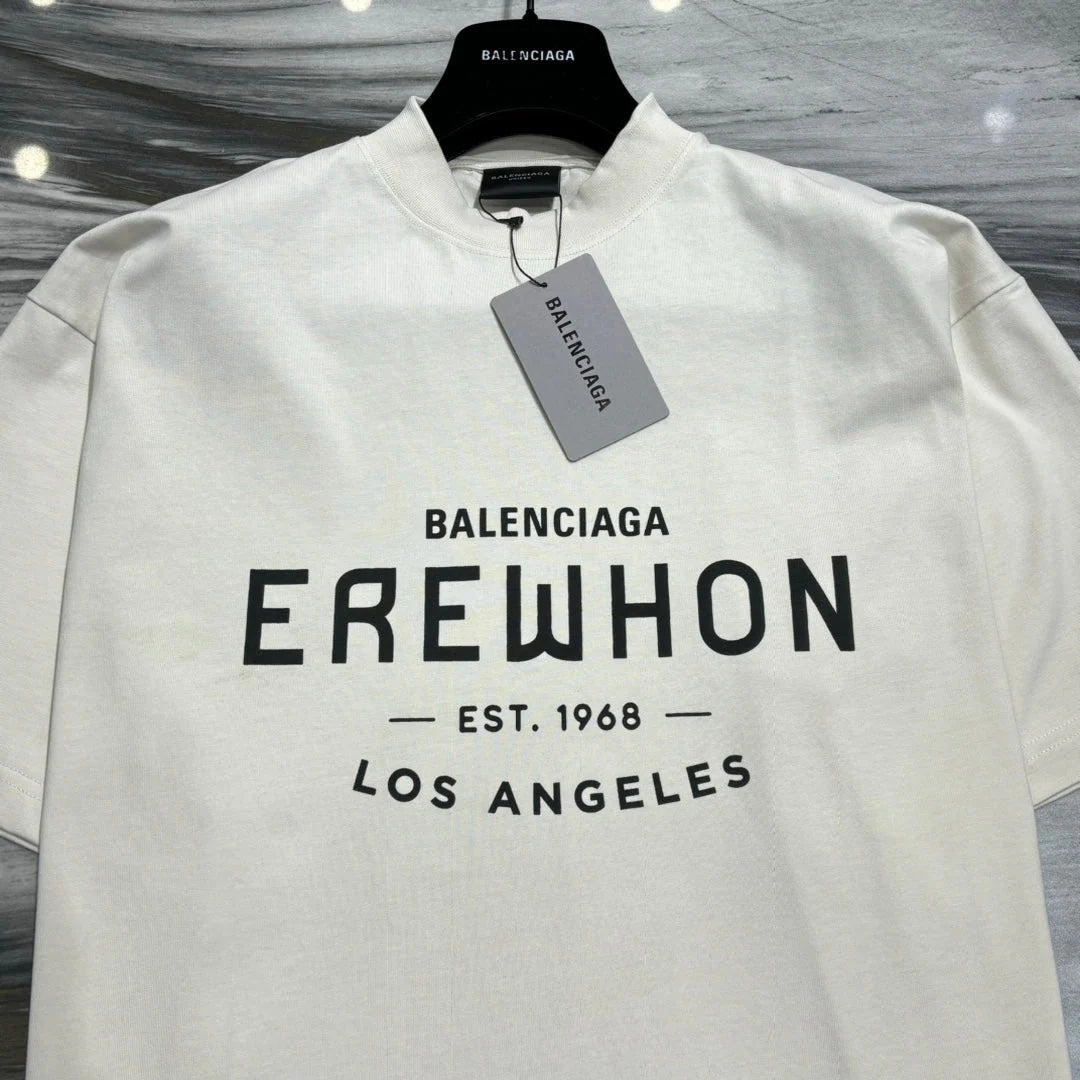 BALENCIAGA
BALENCIAGA
BALENCIAGA
BALENCIAGA
EREWHON
— EST. 1968 —
LOS ANGELES